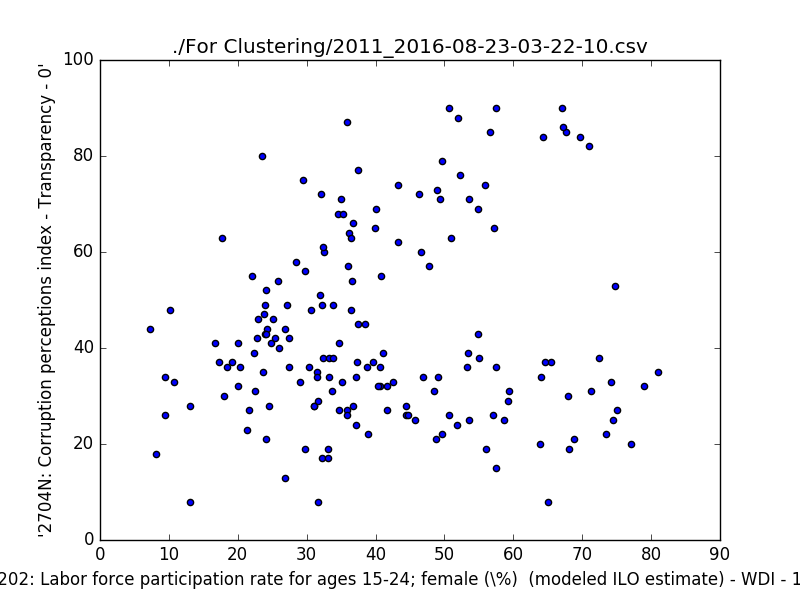 ./For Clustering/2011_2016-08-23-03-22-10.csv
100
80
60
40
20
0
'2704N: Corruption perceptions index - Transparency - 0'
0 10 20 30 40 50 60 70 80 90
202: Labor force participation rate for ages 15-24; female (\%) (modeled ILO estimate) - WDI - 1